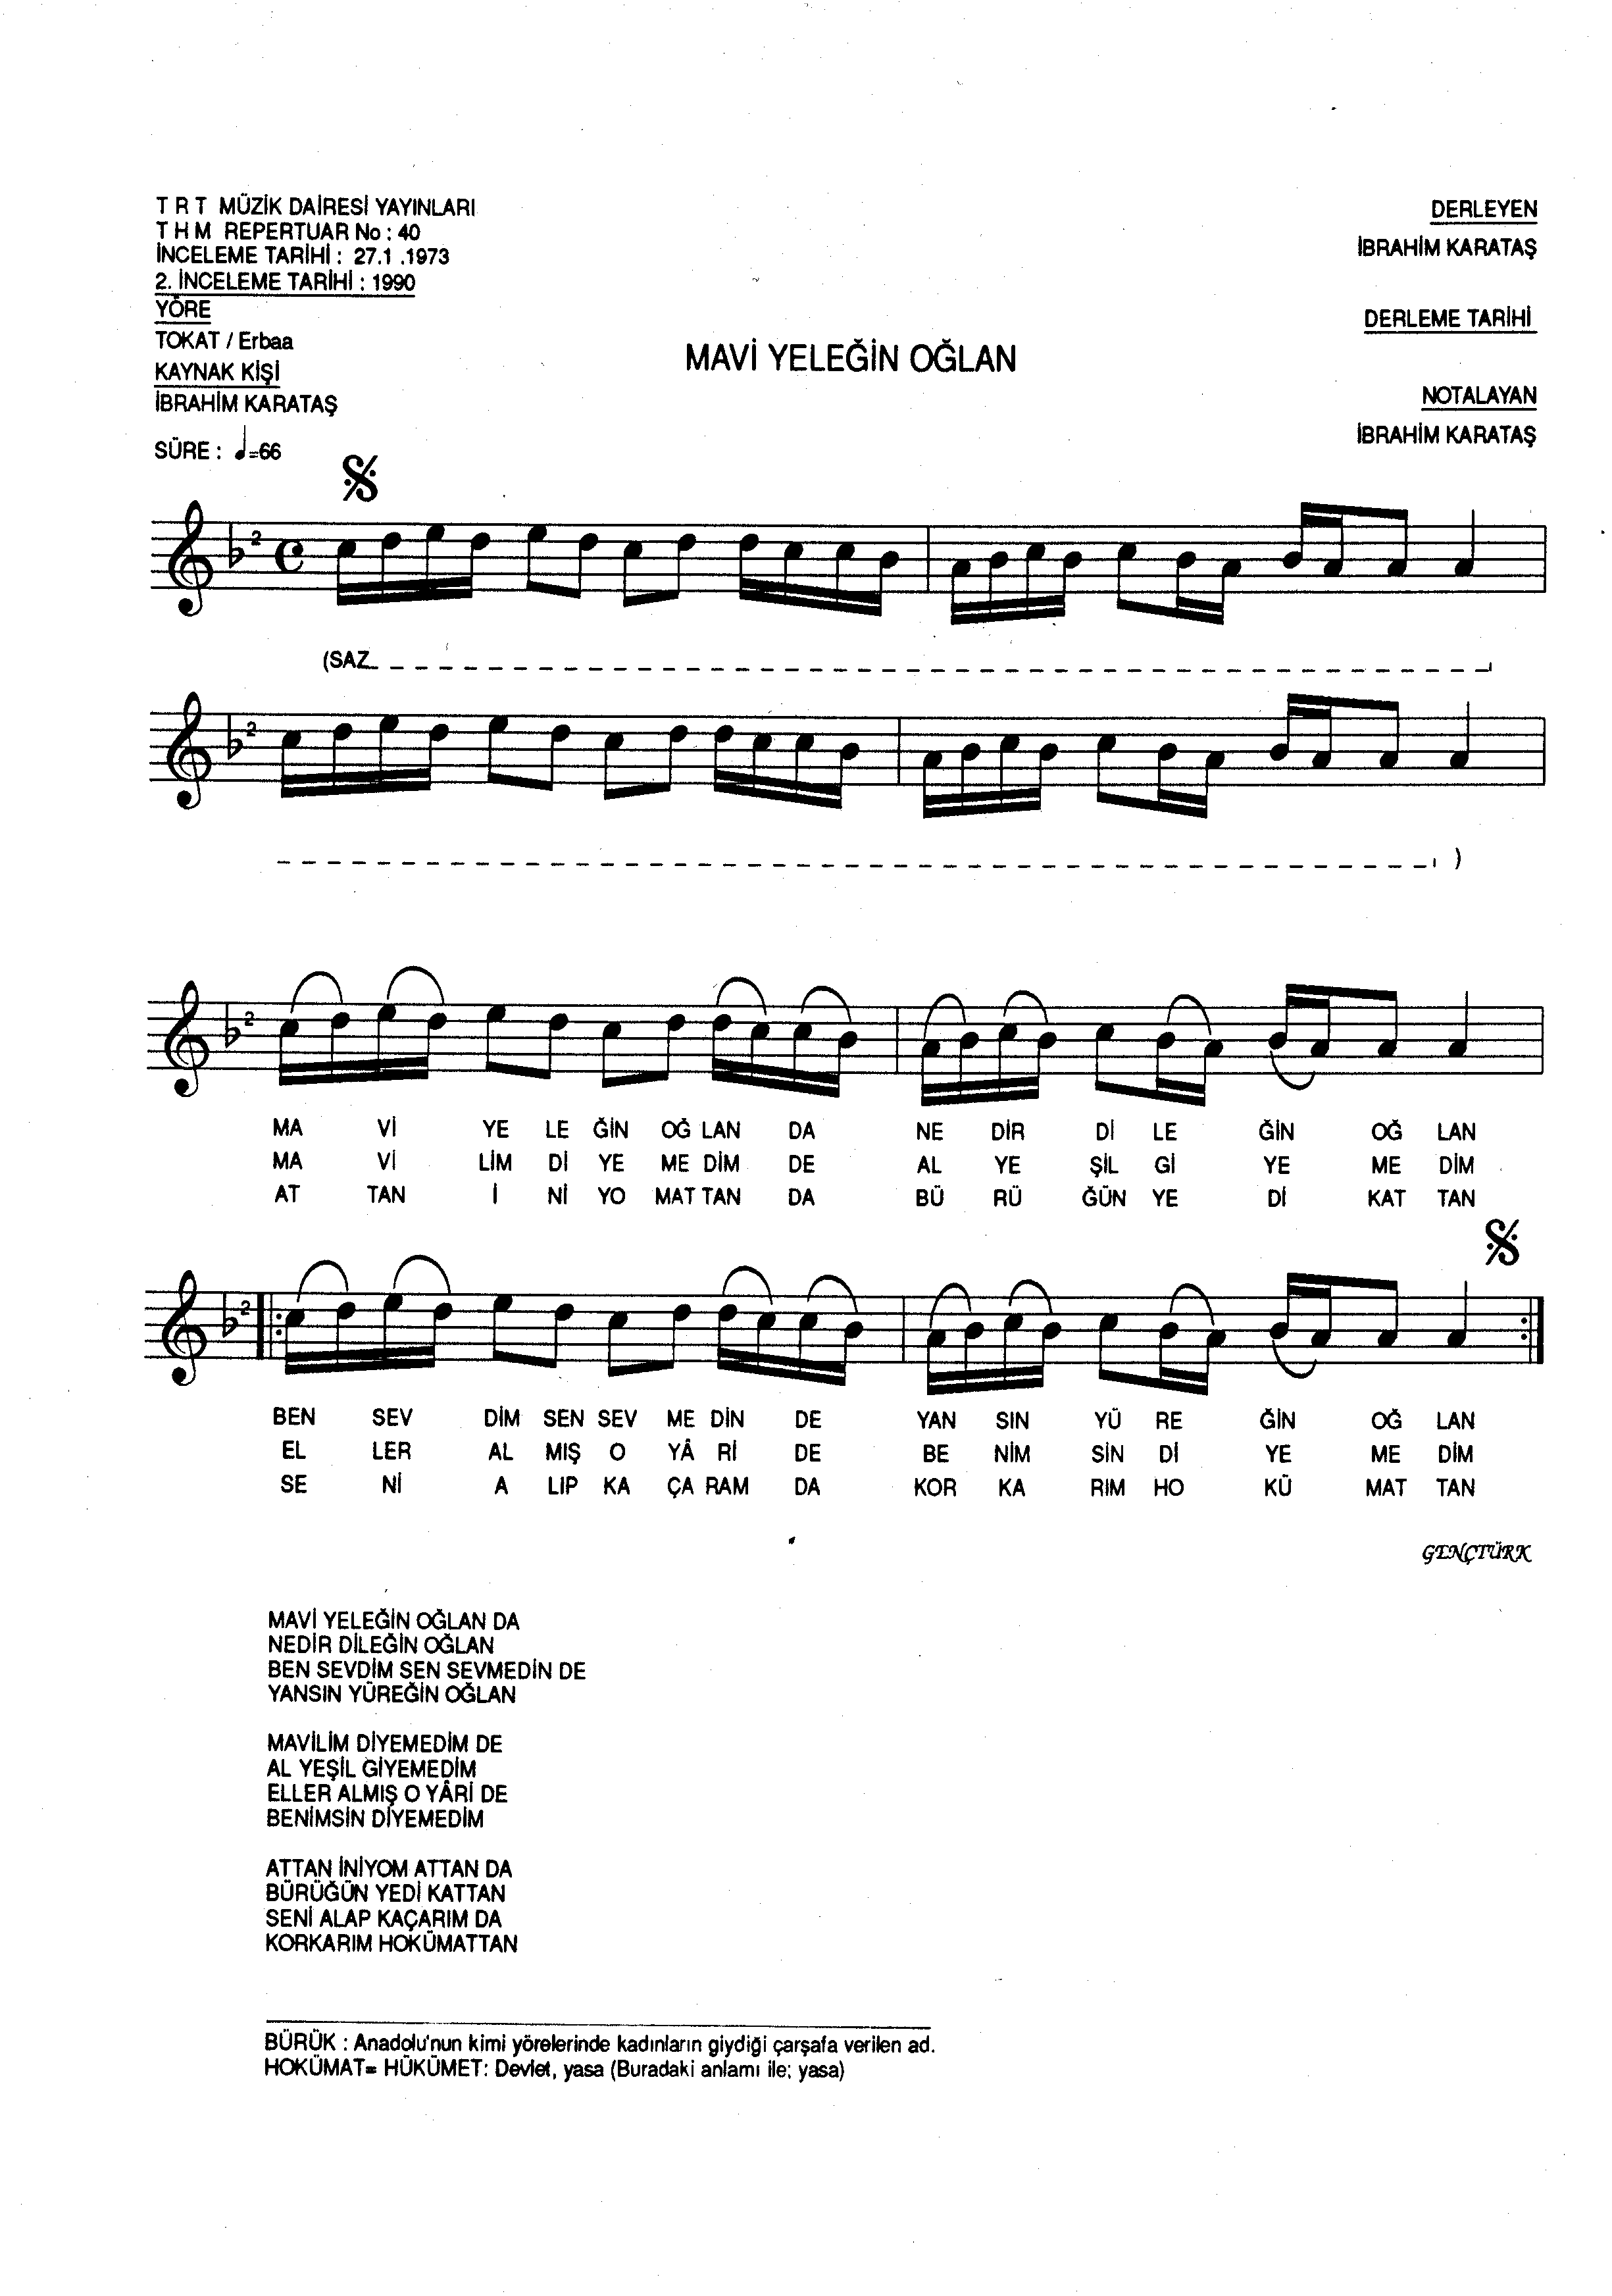 T R T MÜZİK DAİRESİ YAYINLARI
T H M REPERTUAR No : 40
İNCELEME TARİHİ : 27.1 .1973
2. İNCELEME TARİHİ : 1990
YÖRE
TOKAT / Erbaa
KAYNAK KİŞİ
İBRAHİM KARATAŞ
SÜRE : ♩=66
MAVİ YELEĞİN OĞLAN
DERLEYEN
İBRAHİM KARATAŞ
DERLEME TARİHİ
NOTALAYAN
İBRAHİM KARATAŞ
(SAZ
)
MA Vİ YE LE ĞİN OĞ LAN DA NE DİR Dİ LE ĞİN OĞ LAN
MA Vİ LİM Dİ YE ME DİM DE AL YE ŞİL Gİ YE ME DİM
AT TAN İ Nİ YO MAT TAN DA BÜ RÜ ĞÜN YE Dİ KAT TAN
BEN SEV DİM SEN SEV ME DİN DE YAN SIN YÜ RE ĞİN OĞ LAN
EL LER AL MIŞ O YÂ Rİ DE BE NİM SİN Dİ YE ME DİM
SE Nİ A LIP KA ÇA RAM DA KOR KA RIM HO KÜ MAT TAN
GENÇTÜRK
MAVİ YELEĞİN OĞLAN DA
NEDİR DİLEĞİN OĞLAN
BEN SEVDİM SEN SEVMEDİN DE
YANSIN YÜREĞİN OĞLAN
MAVİLİM DİYEMEDİM DE
AL YEŞİL GİYEMEDİM
ELLER ALMIŞ O YÂRİ DE
BENİMSİN DİYEMEDİM
ATTAN İNİYOM ATTAN DA
BÜRÜĞÜN YEDİ KATTAN
SENİ ALAP KAÇARIM DA
KORKARIM HOKÜMATTAN
BÜRÜK : Anadolu'nun kimi yörelerinde kadınların giydiği çarşafa verilen ad.
HOKÜMAT= HÜKÜMET: Devlet, yasa (Buradaki anlamı ile; yasa)